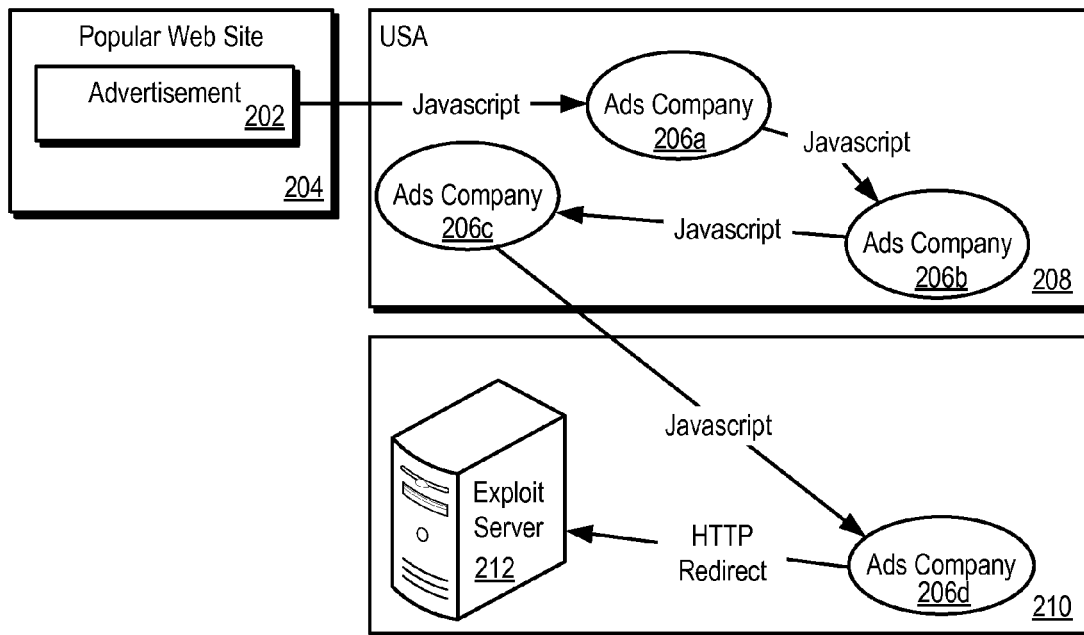 Popular Web Site
Advertisement
202
204
USA
Javascript
Ads Company
206a
Javascript
Ads Company
206b
Javascript
Ads Company
206c
208
Javascript
Ads Company
206d
HTTP
Redirect
Exploit
Server
212
210